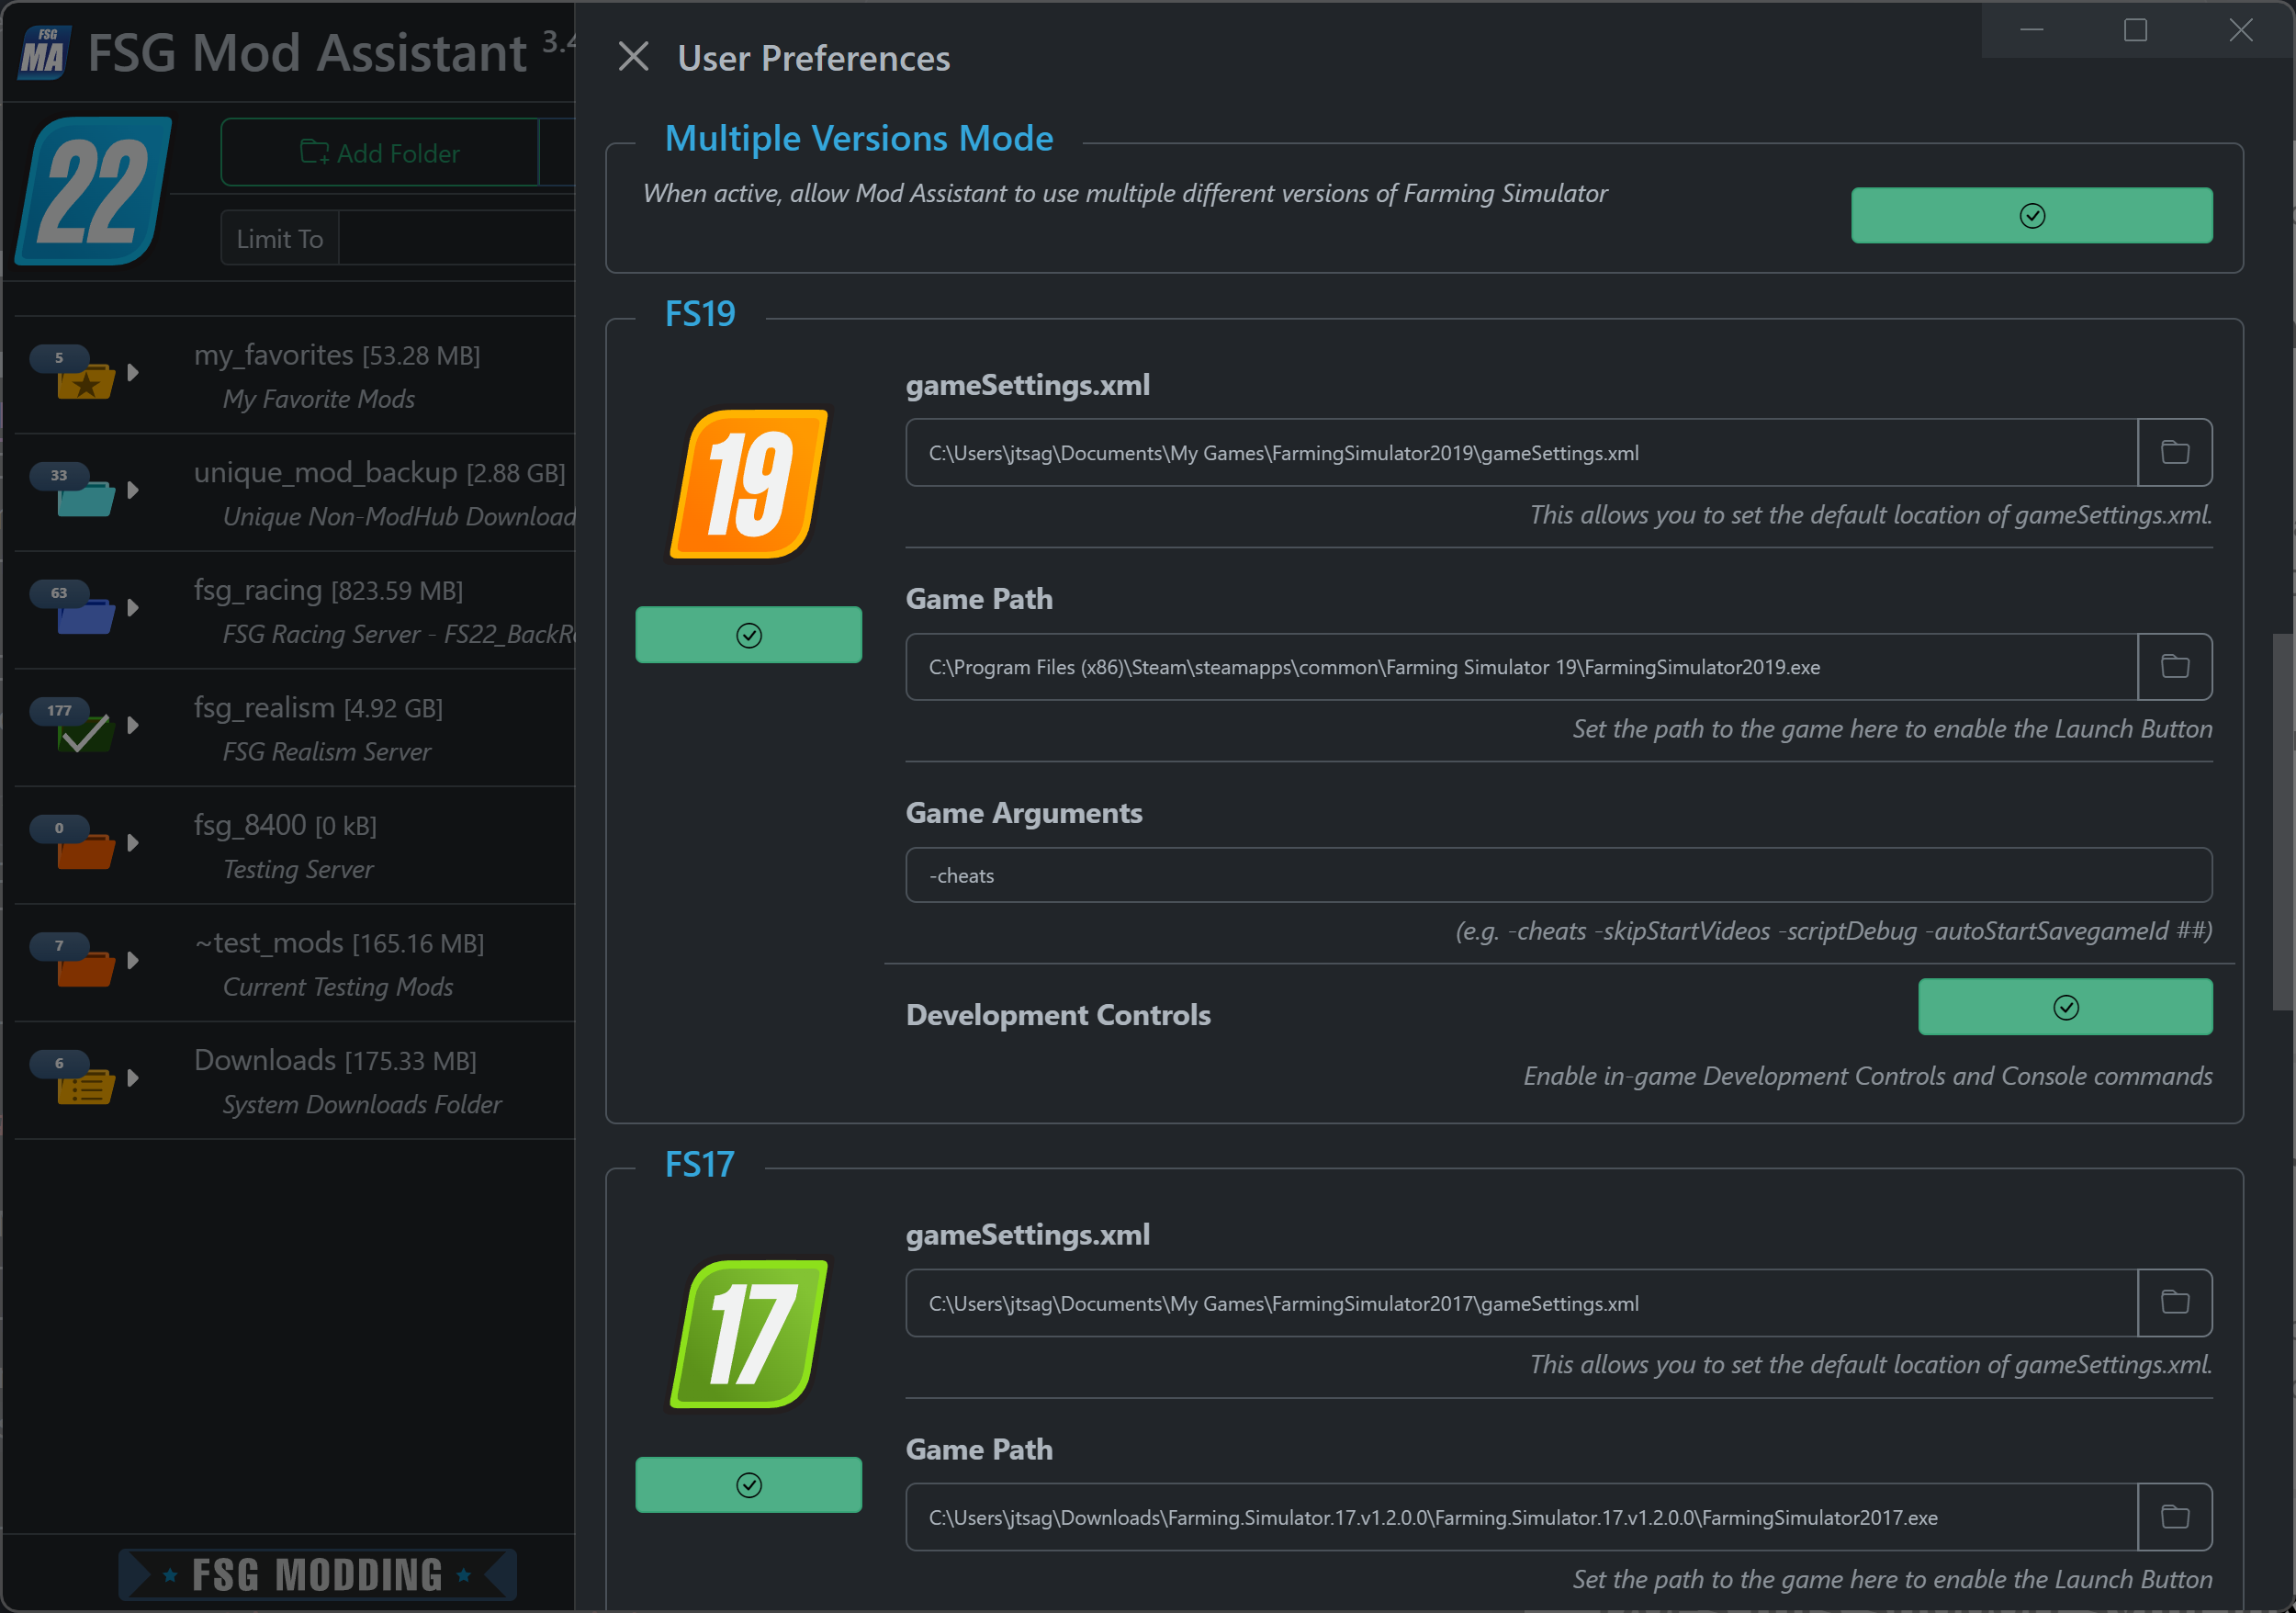 FSG
MA
FSG Mod Assistant
User Preferences
22
Add Folder
Limit To
5
my_favorites [53.28 MB]
My Favorite Mods
33
unique_mod_backup [2.88 GB]
Unique Non-ModHub Download
63
fsg_racing [823.59 MB]
FSG Racing Server - FS22_BackR
177
fsg_realism [4.92 GB]
FSG Realism Server
0
fsg_8400 [0 kB]
Testing Server
7
~test_mods [165.16 MB]
Current Testing Mods
6
Downloads [175.33 MB]
System Downloads Folder
FSG MODDING
Multiple Versions Mode
When active, allow Mod Assistant to use multiple different versions of Farming Simulator
FS19
19
gameSettings.xml
C:\Users\jtsag\Documents\My Games\FarmingSimulator2019\gameSettings.xml
This allows you to set the default location of gameSettings.xml.
Game Path
C:\Program Files (x86)\Steam\steamapps\common\Farming Simulator 19\FarmingSimulator2019.exe
Set the path to the game here to enable the Launch Button
Game Arguments
-cheats
(e.g. -cheats -skipStartVideos -scriptDebug -autoStartSavegameId ##)
Development Controls
Enable in-game Development Controls and Console commands
FS17
17
gameSettings.xml
C:\Users\jtsag\Documents\My Games\FarmingSimulator2017\gameSettings.xml
This allows you to set the default location of gameSettings.xml.
Game Path
C:\Users\jtsag\Downloads\Farming.Simulator.17.v1.2.0.0\Farming.Simulator.17.v1.2.0.0\FarmingSimulator2017.exe
Set the path to the game here to enable the Launch Button